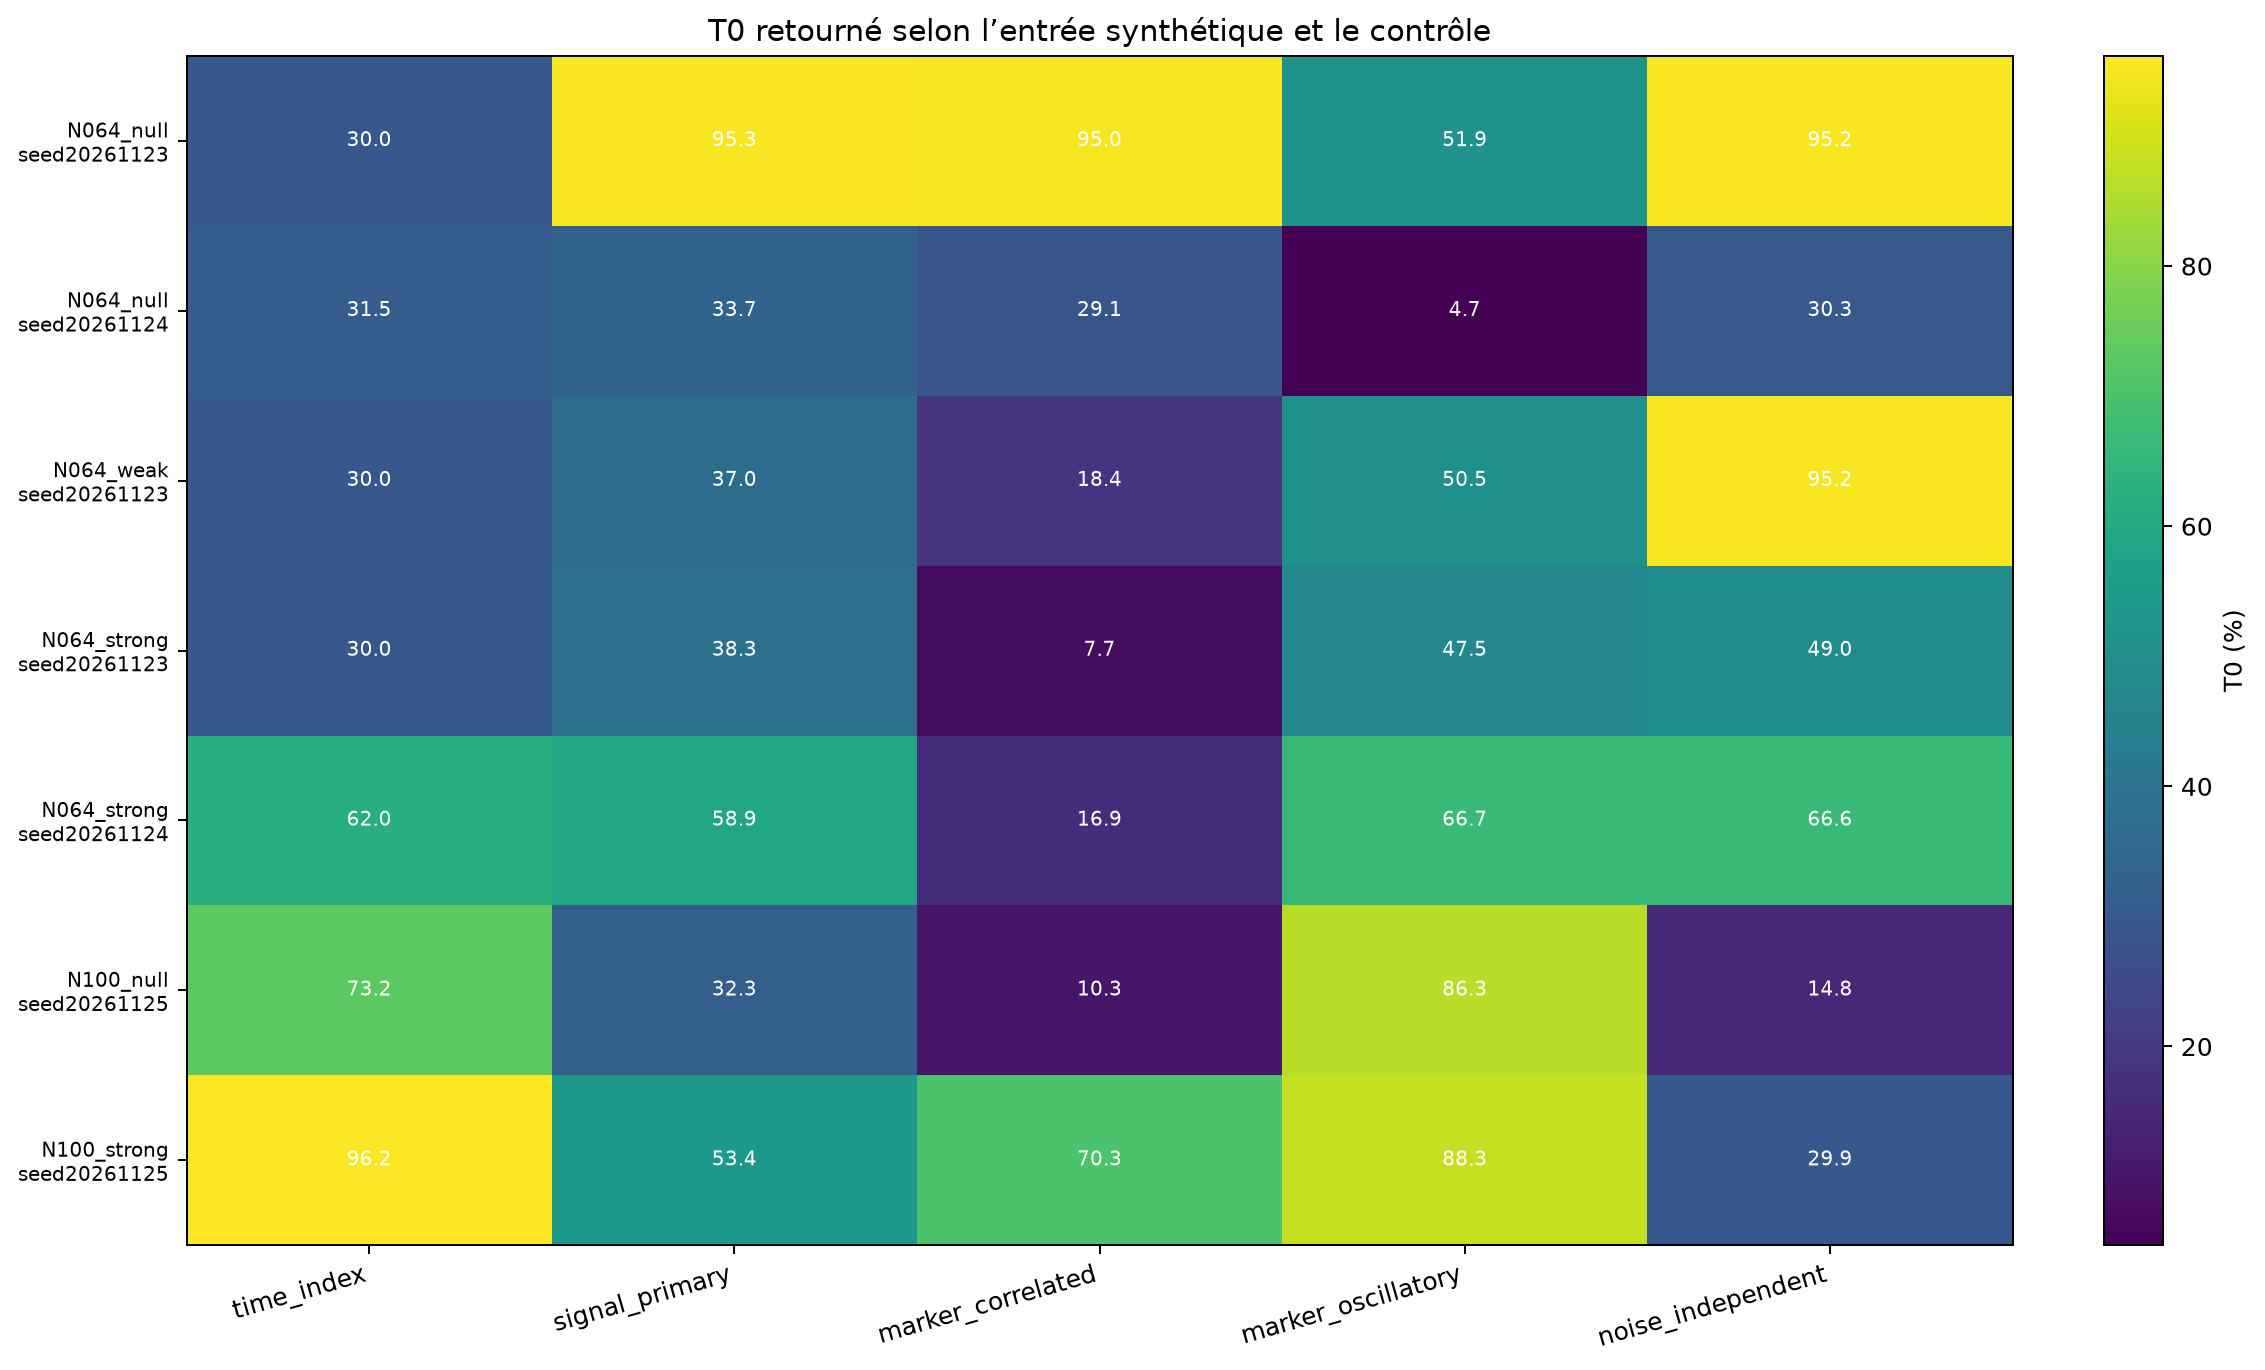 T0 retourné selon l’entrée synthétique et le contrôle
N064_null
seed20261123
30.0 95.3 95.0 51.9 95.2
N064_null
seed20261124
31.5 33.7 29.1 4.7 30.3
N064_weak
seed20261123
30.0 37.0 18.4 50.5 95.2
N064_strong
seed20261123
30.0 38.3 7.7 47.5 49.0
N064_strong
seed20261124
62.0 58.9 16.9 66.7 66.6
N100_null
seed20261125
73.2 32.3 10.3 86.3 14.8
N100_strong
seed20261125
96.2 53.4 70.3 88.3 29.9
time_index
signal_primary
marker_correlated
marker_oscillatory
noise_independent
80
60
40
20
T0 (%)